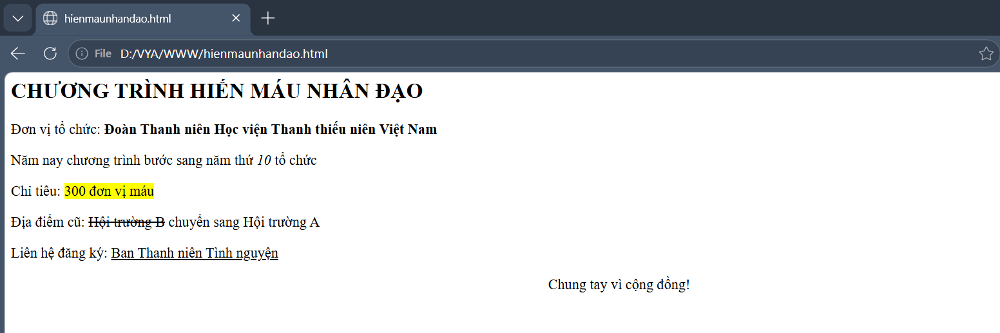 hienmaunhandao.html
File D:/VYA/WWW/hienmaunhandao.html
CHƯƠNG TRÌNH HIẾN MÁU NHÂN ĐẠO
Đơn vị tổ chức: Đoàn Thanh niên Học viện Thanh thiếu niên Việt Nam
Năm nay chương trình bước sang năm thứ 10 tổ chức
Chỉ tiêu: 300 đơn vị máu
Địa điểm cũ: Hội trường B chuyển sang Hội trường A
Liên hệ đăng ký: Ban Thanh niên Tình nguyện
Chung tay vì cộng đồng!